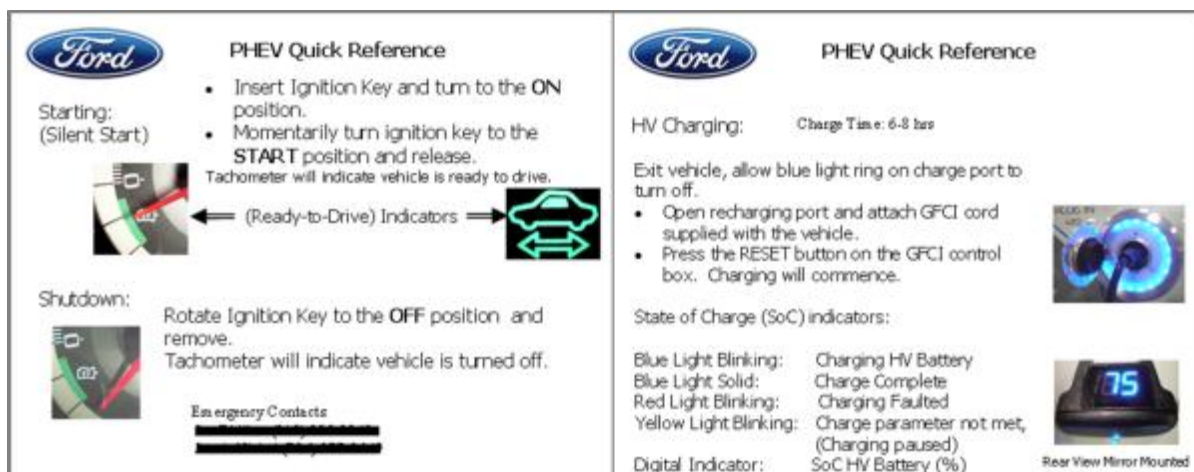 Ford
PHEV Quick Reference
Starting:
(Silent Start)
• Insert Ignition Key and turn to the ON
position.
• Momentarily turn ignition key to the
START position and release.
Tachometer will indicate vehicle is ready to drive.
(Ready-to-Drive) Indicators
Shutdown:
Rotate Ignition Key to the OFF position and
remove.
Tachometer will indicate vehicle is turned off.
Emergency Contacts
Ford
PHEV Quick Reference
HV Charging:
Charge Time: 6-8 hrs
Exit vehicle, allow blue light ring on charge port to
turn off.
• Open recharging port and attach GFCI cord
supplied with the vehicle.
• Press the RESET button on the GFCI control
box. Charging will commence.
State of Charge (SoC) indicators:
Blue Light Blinking: Charging HV Battery
Blue Light Solid: Charge Complete
Red Light Blinking: Charging Faulted
Yellow Light Blinking: Charge parameter not met,
(Charging paused)
Digital Indicator: SoC HV Battery (%)
75
Rear View Mirror Mounted